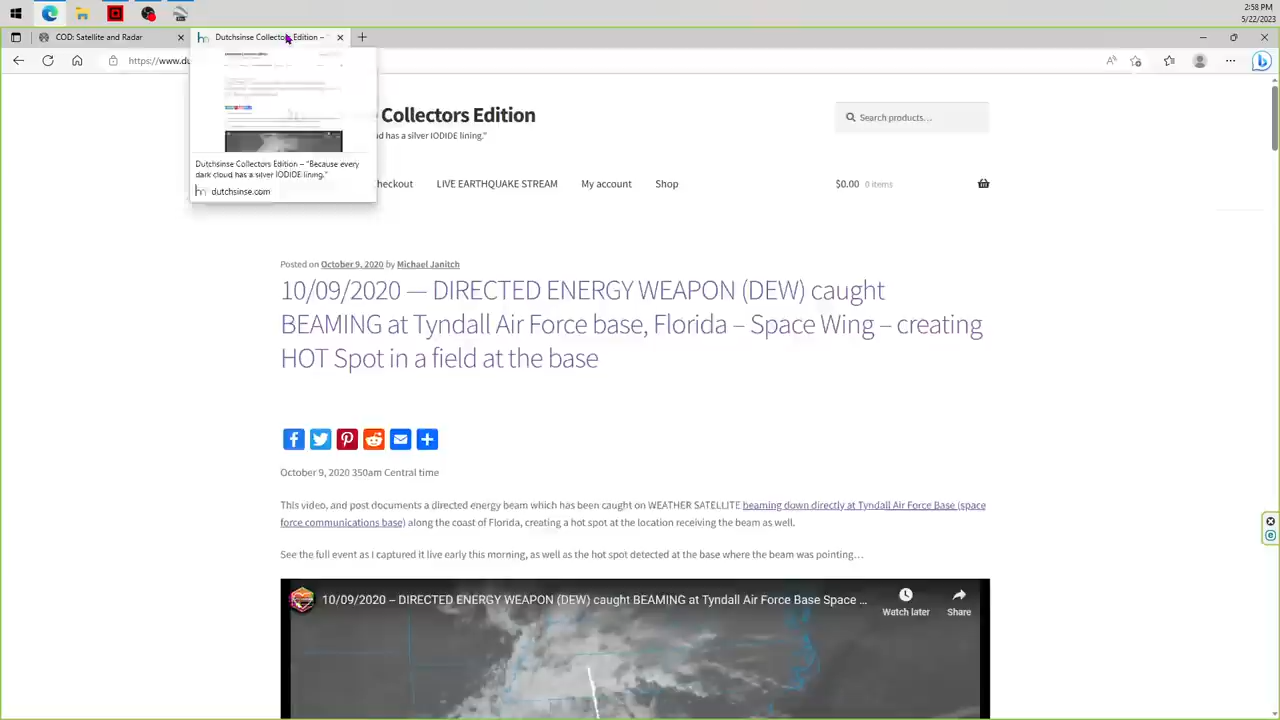 2:58 PM
5/22/2023
COD: Satellite and Radar
Dutchsinse Collectors Edition –
https://www.du
Collectors Edition
ud has a silver IODIDE lining."
Search products…
Dutchsinse Collectors Edition – "Because every
dark cloud has a silver IODIDE lining."
dutchsinse.com
heckout LIVE EARTHQUAKE STREAM My account Shop
$0.00 0 items
Posted on October 9, 2020 by Michael Janitch
10/09/2020 — DIRECTED ENERGY WEAPON (DEW) caught
BEAMING at Tyndall Air Force base, Florida – Space Wing – creating
HOT Spot in a field at the base
October 9, 2020 350am Central time
This video, and post documents a directed energy beam which has been caught on WEATHER SATELLITE beaming down directly at Tyndall Air Force Base (space
force communications base) along the coast of Florida, creating a hot spot at the location receiving the beam as well.
See the full event as I captured it live early this morning, as well as the hot spot detected at the base where the beam was pointing…
10/09/2020 – DIRECTED ENERGY WEAPON (DEW) caught BEAMING at Tyndall Air Force Base Space ...
Watch later
Share